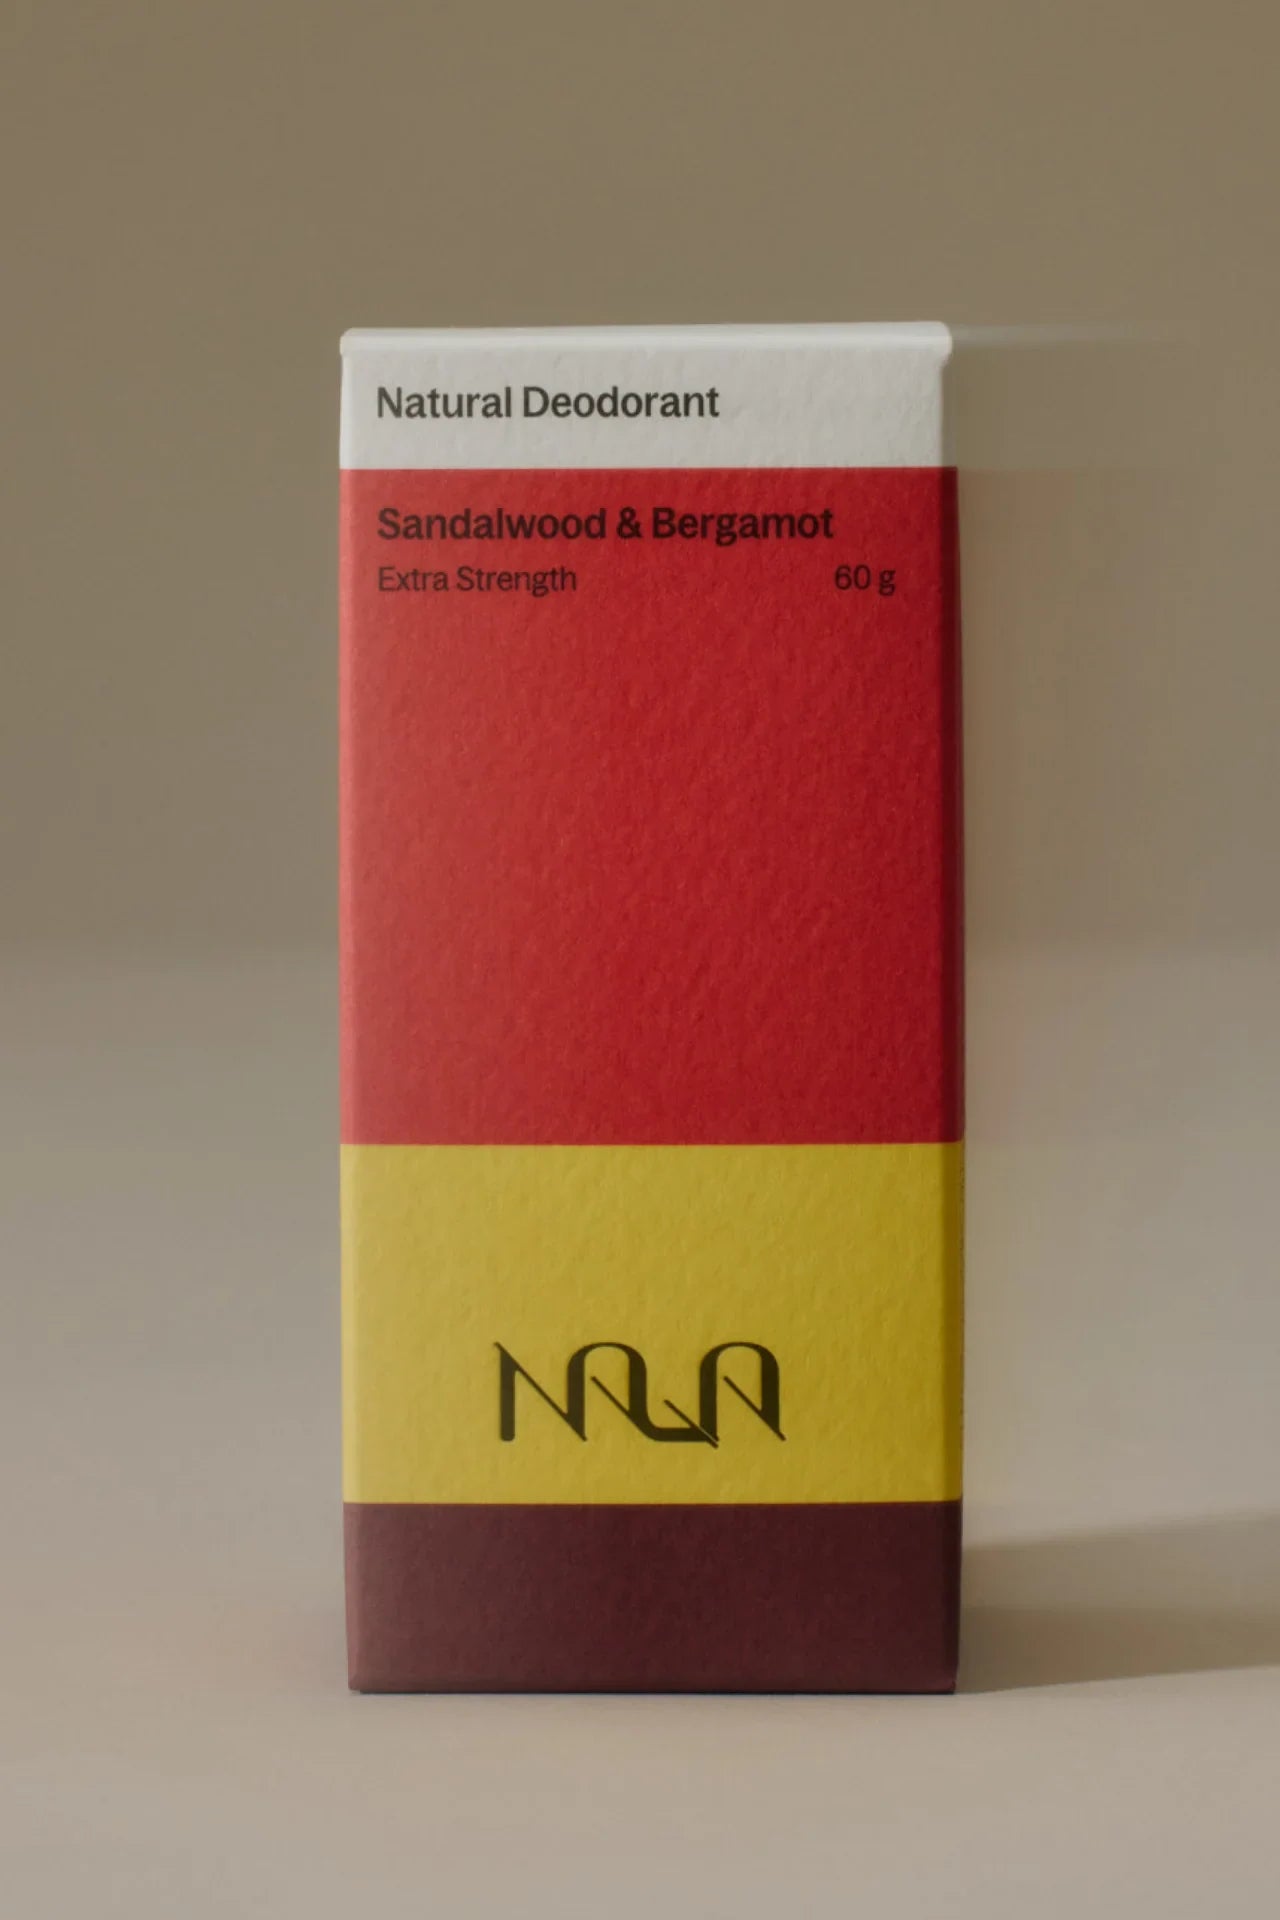 Natural Deodorant
Sandalwood & Bergamot
Extra Strength 60 g
NALA